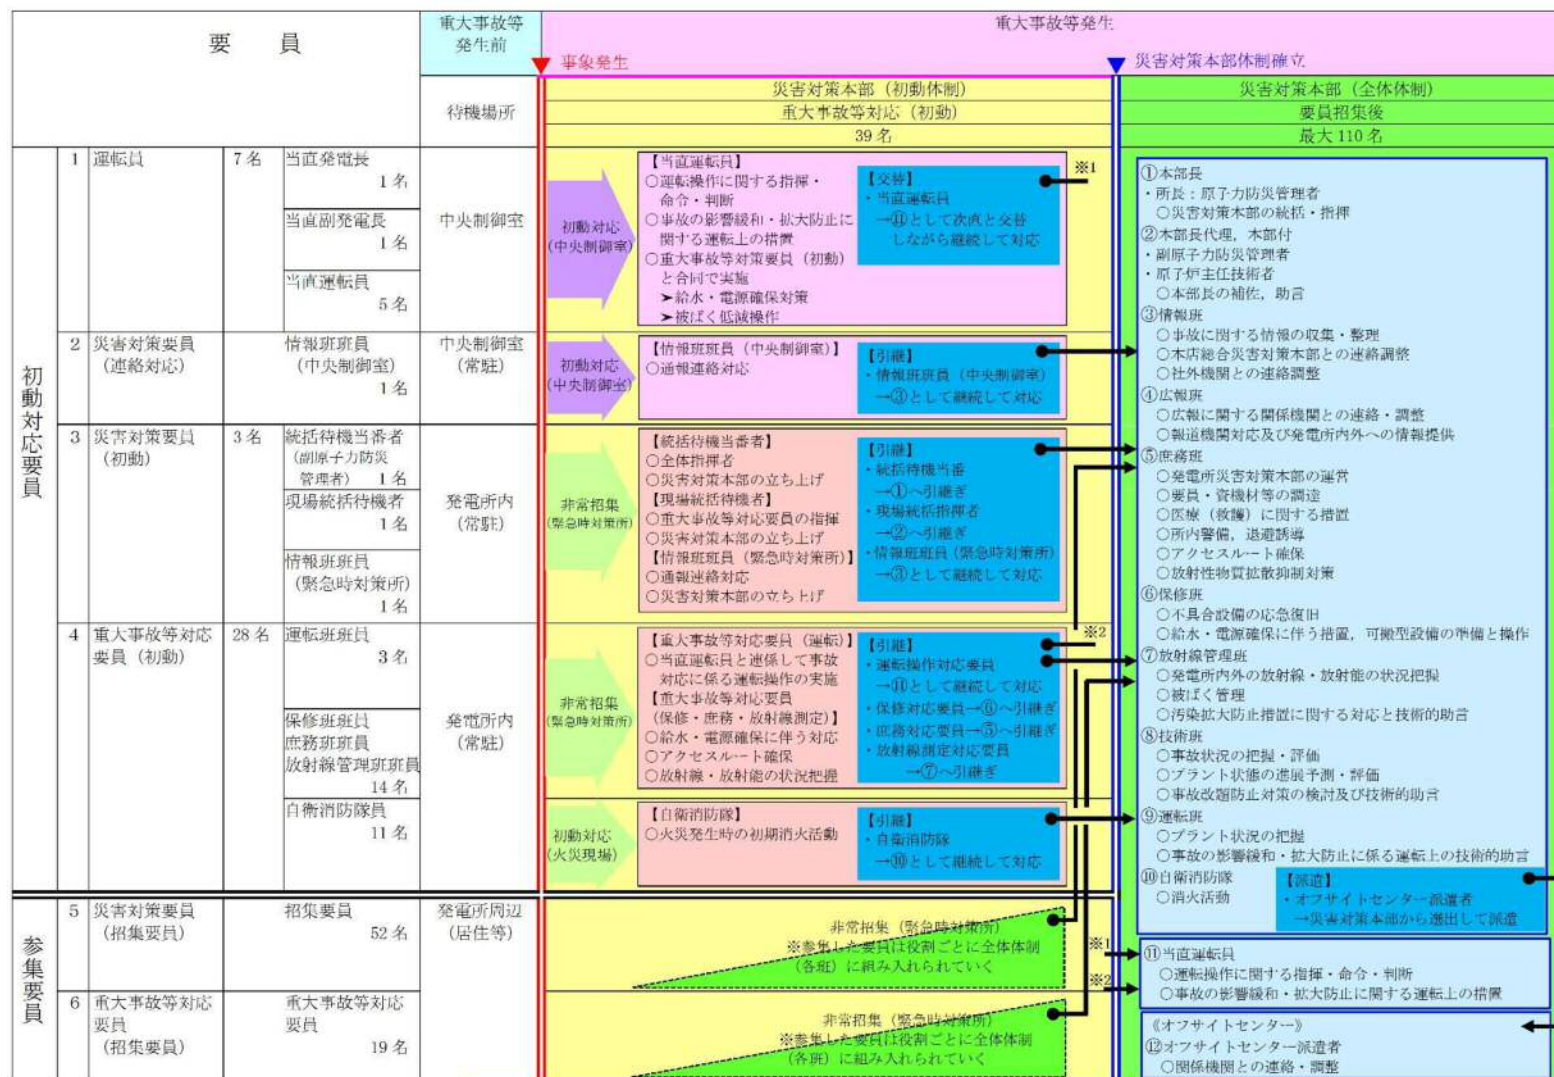 要　員
重大事故等
発生前
重大事故等発生
事象発生
災害対策本部体制確立
待機場所
災害対策本部（初動体制）
重大事故等対応（初動）
39名
災害対策本部（全体体制）
要員招集後
最大110名
初動対応要員
1 運転員 7名
当直発電長
1名
当直副発電長
1名
当直運転員
5名
中央制御室
初動対応
（中央制御室）
【当直運転員】
○運転操作に関する指揮・
命令・判断
○事故の影響緩和・拡大防止に
関する運転上の措置
○重大事故等対策要員（初動）
と合同で実施
➤給水・電源確保対策
➤被ばく低減操作
【交替】
・当直運転員
→⑪として次直と交替
しながら継続して対応
※1
2 災害対策要員
（連絡対応）
情報班班員
（中央制御室）
1名
中央制御室
（常駐）
初動対応
（中央制御室）
【情報班班員（中央制御室）】
○通報連絡対応
【引継】
・情報班班員（中央制御室）
→③として継続して対応
3 災害対策要員
（初動）
3名
統括待機当番者
（副原子力防災
管理者） 1名
現場統括待機者
1名
情報班班員
（緊急時対策所）
1名
発電所内
（常駐）
非常招集
（緊急時対策所）
【統括待機当番者】
○全体指揮者
○災害対策本部の立ち上げ
【現場統括待機者】
○重大事故等対応要員の指揮
○災害対策本部の立ち上げ
【情報班班員（緊急時対策所）】
○通報連絡対応
○災害対策本部の立ち上げ
【引継】
・統括待機当番
→①へ引継ぎ
・現場統括指揮者
→②へ引継ぎ
・情報班班員（緊急時対策所）
→③として継続して対応
4 重大事故等対応
要員（初動）
28名
運転班班員
3名
保修班班員
庶務班班員
放射線管理班班員
14名
自衛消防隊員
11名
発電所内
（常駐）
非常招集
（緊急時対策所）
【重大事故等対応要員（運転）】
○当直運転員と連係して事故
対応に係る運転操作の実施
【重大事故等対応要員
（保修・庶務・放射線測定）】
○給水・電源確保に伴う対応
○アクセスルート確保
○放射線・放射能の状況把握
【引継】
・運転操作対応要員
→⑪として継続して対応
・保修対応要員→⑥へ引継ぎ
・庶務対応要員→⑤へ引継ぎ
・放射線測定対応要員
→⑦へ引継ぎ
※2
初動対応
（火災現場）
【自衛消防隊】
○火災発生時の初期消火活動
【引継】
・自衛消防隊
→⑩として継続して対応
参集要員
5 災害対策要員
（招集要員）
招集要員
52名
発電所周辺
（居住等）
非常招集（緊急時対策所）
※参集した要員は役割ごとに全体体制
（各班）に組み入れられていく
6 重大事故等対応
要員
（招集要員）
重大事故等対応
要員
19名
非常招集（緊急時対策所）
※参集した要員は役割ごとに全体体制
（各班）に組み入れられていく
①本部長
・所長：原子力防災管理者
○災害対策本部の統括・指揮
②本部長代理，本部付
・副原子力防災管理者
・原子炉主任技術者
○本部長の補佐，助言
③情報班
○事故に関する情報の収集・整理
○本店総合災害対策本部との連絡調整
○社外機関との連絡調整
④広報班
○広報に関する関係機関との連絡・調整
○報道機関対応及び発電所内外への情報提供
⑤庶務班
○発電所災害対策本部の運営
○要員・資機材等の調達
○医療（救護）に関する措置
○所内警備，退避誘導
○アクセスルート確保
○放射性物質拡散抑制対策
⑥保修班
○不具合設備の応急復旧
○給水・電源確保に伴う措置，可搬型設備の準備と操作
⑦放射線管理班
○発電所内外の放射線・放射能の状況把握
○被ばく管理
○汚染拡大防止措置に関する対応と技術的助言
⑧技術班
○事故状況の把握・評価
○プラント状態の進展予測・評価
○事故改題防止対策の検討及び技術的助言
⑨運転班
○プラント状況の把握
○事故の影響緩和・拡大防止に係る運転上の技術的助言
⑩自衛消防隊
○消火活動
【派遣】
・オフサイトセンター派遣者
→災害対策本部から選出して派遣
※1
※2
⑪当直運転員
○運転操作に関する指揮・命令・判断
○事故の影響緩和・拡大防止に関する運転上の措置
《オフサイトセンター》
⑫オフサイトセンター派遣者
○関係機関との連絡・調整